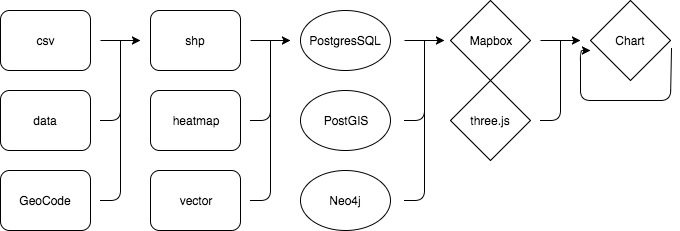 csv
shp
PostgresSQL
Mapbox
Chart
data
heatmap
PostGIS
three.js
GeoCode
vector
Neo4j